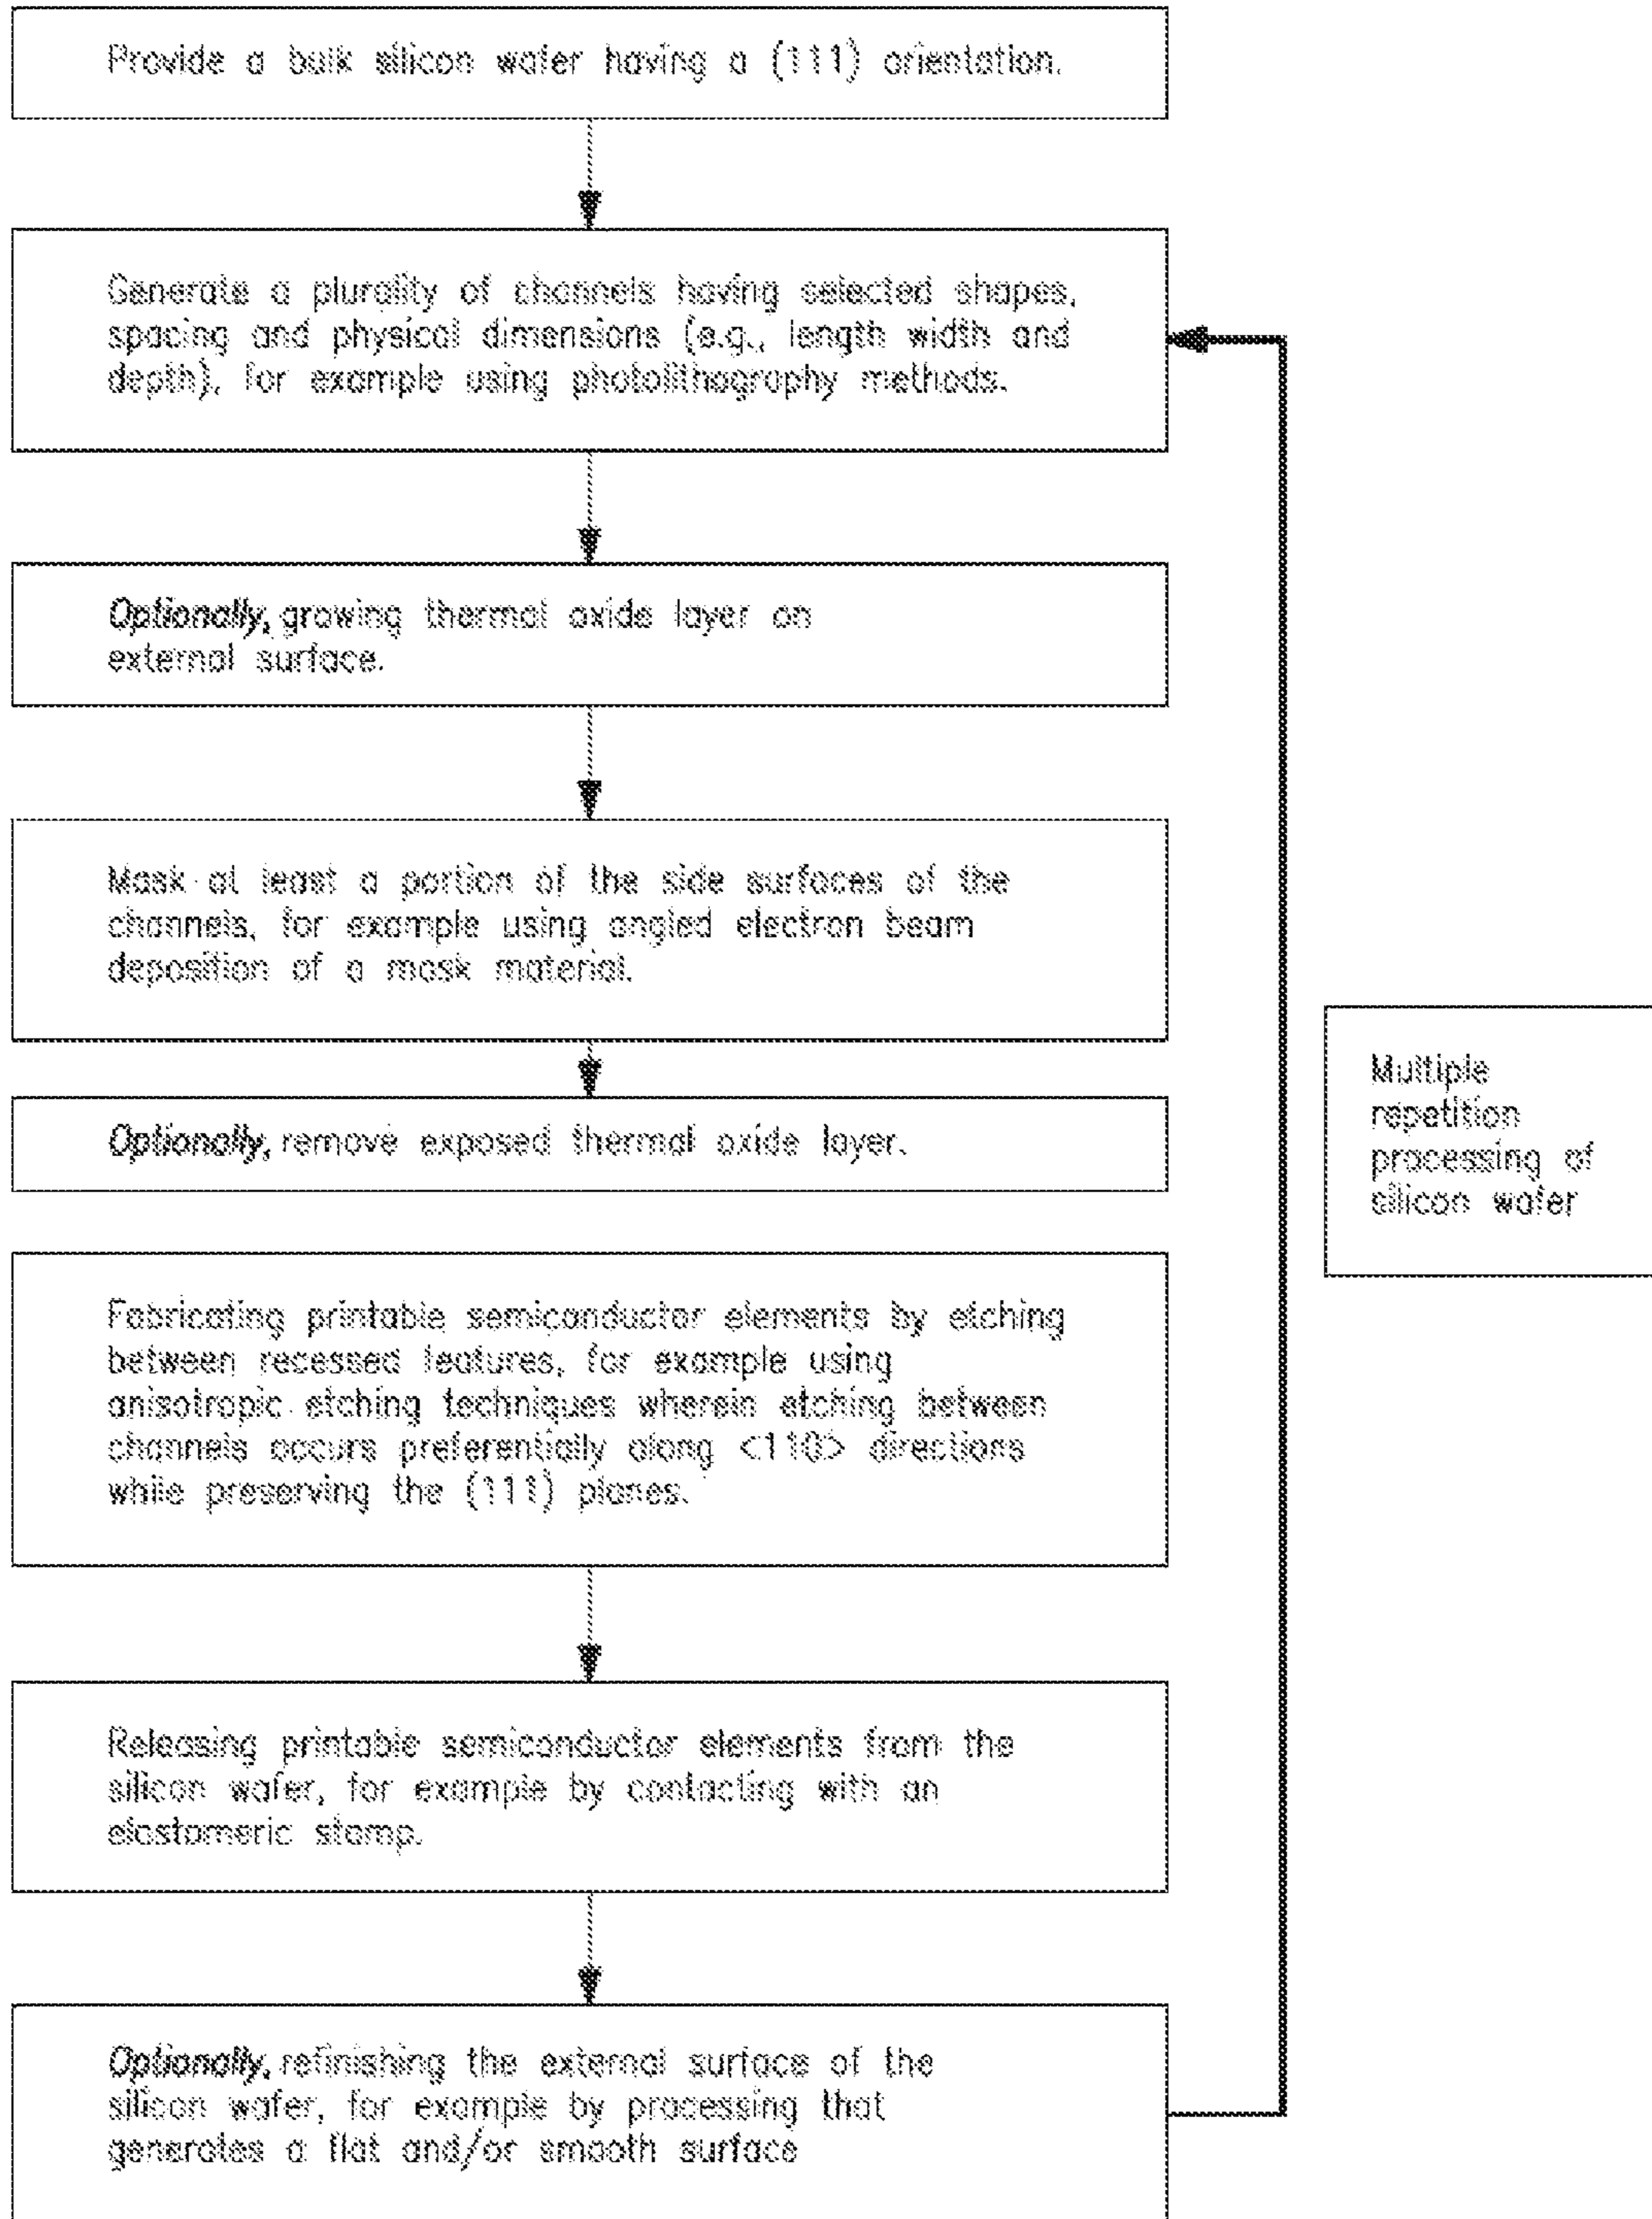 Provide a bulk silicon wafer having a (111) orientation.
Generate a plurality of channels having selected shapes,
spacing and physical dimensions (e.g., length width and
depth), for example using photolithography methods.
Optionally, growing thermal oxide layer on
external surface.
Mask at least a portion of the side surfaces of the
channels, for example using angled electron beam
deposition of a mask material.
Optionally, remove exposed thermal oxide layer.
Fabricating printable semiconductor elements by etching
between recessed features, for example using
anisotropic etching techniques wherein etching between
channels occurs preferentially along <110> directions
while preserving the (111) planes.
Releasing printable semiconductor elements from the
silicon wafer, for example by contacting with an
elastomeric stamp.
Optionally, refinishing the external surface of the
silicon wafer, for example by processing that
generates a flat and/or smooth surface
Multiple
repetition
processing of
silicon wafer